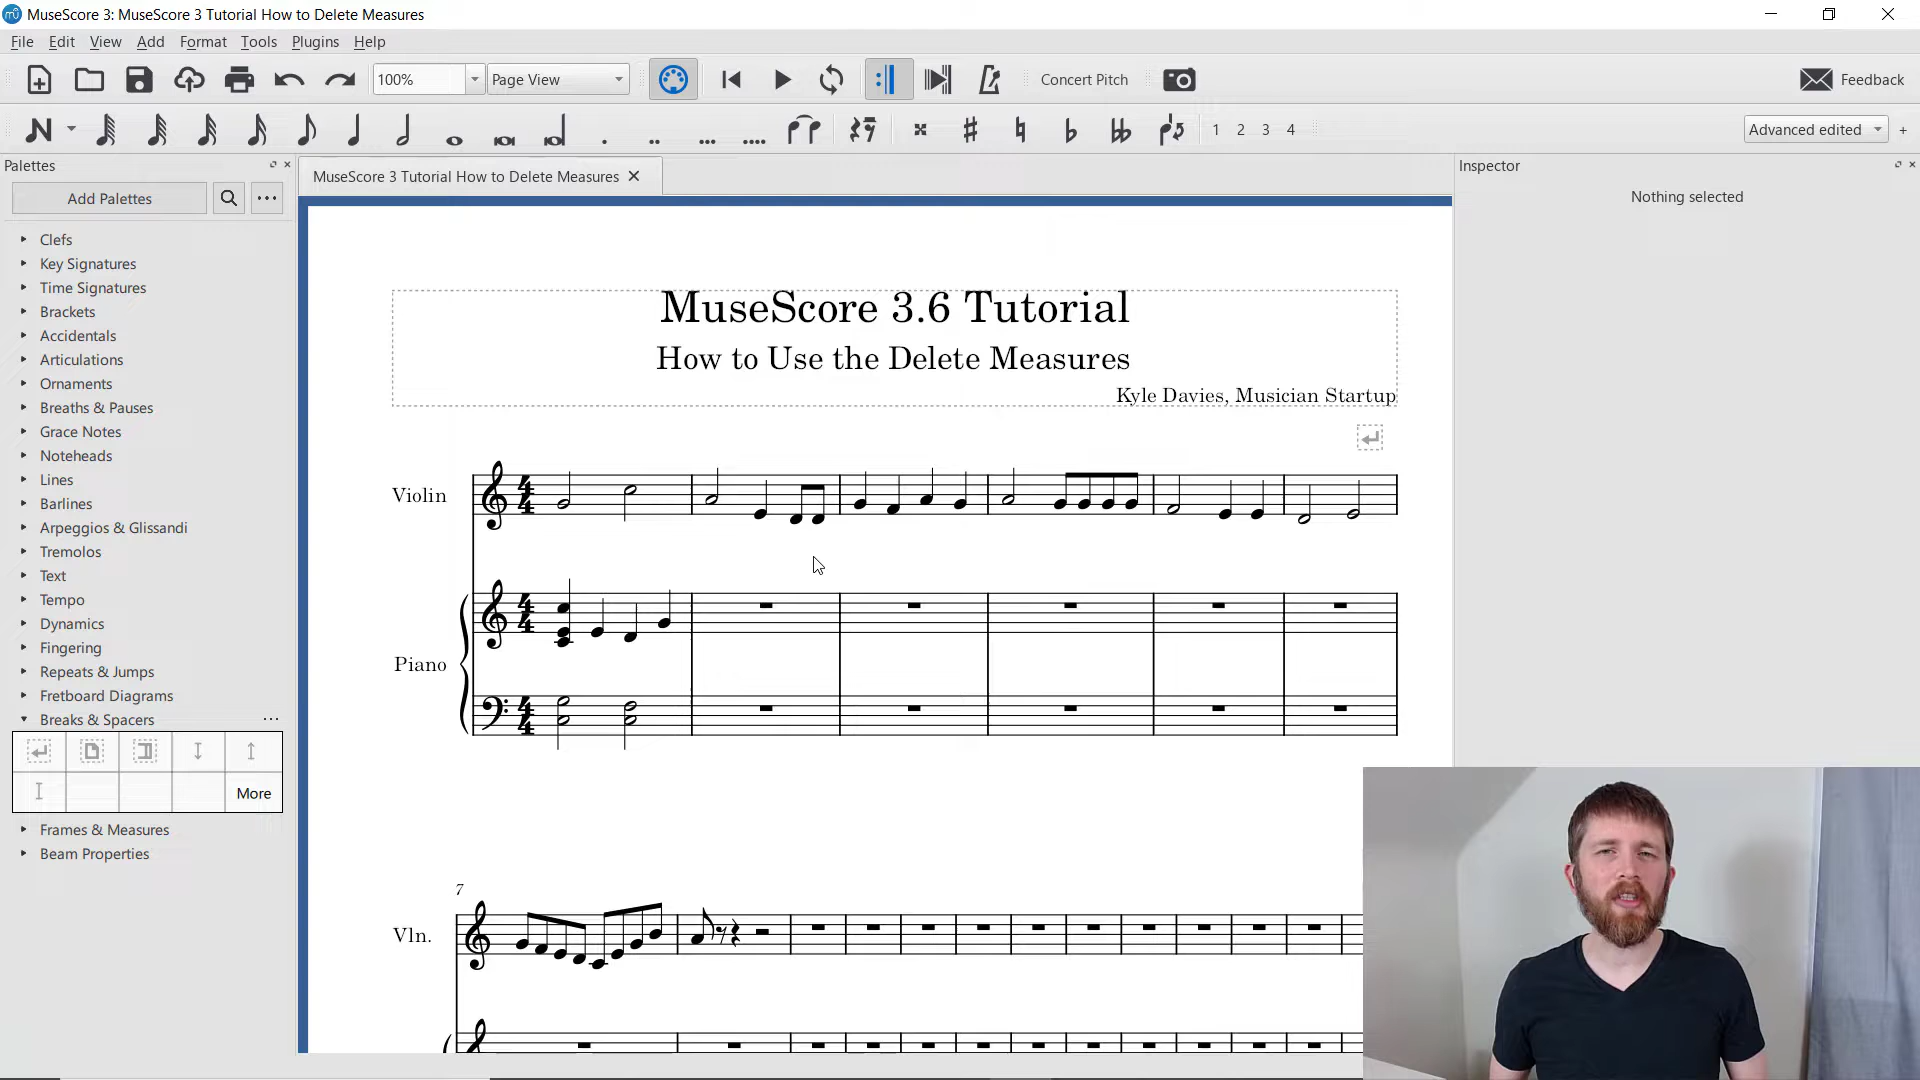 MuseScore 3: MuseScore 3 Tutorial How to Delete Measures
File Edit View Add Format Tools Plugins Help
100% Page View Concert Pitch Feedback
1 2 3 4 Advanced edited +
Palettes
Add Palettes
Clefs
Key Signatures
Time Signatures
Brackets
Accidentals
Articulations
Ornaments
Breaths & Pauses
Grace Notes
Noteheads
Lines
Barlines
Arpeggios & Glissandi
Tremolos
Text
Tempo
Dynamics
Fingering
Repeats & Jumps
Fretboard Diagrams
Breaks & Spacers
More
Frames & Measures
Beam Properties
MuseScore 3 Tutorial How to Delete Measures
MuseScore 3.6 Tutorial
How to Use the Delete Measures
Kyle Davies, Musician Startup
Violin
Piano
7
Vln.
Inspector
Nothing selected